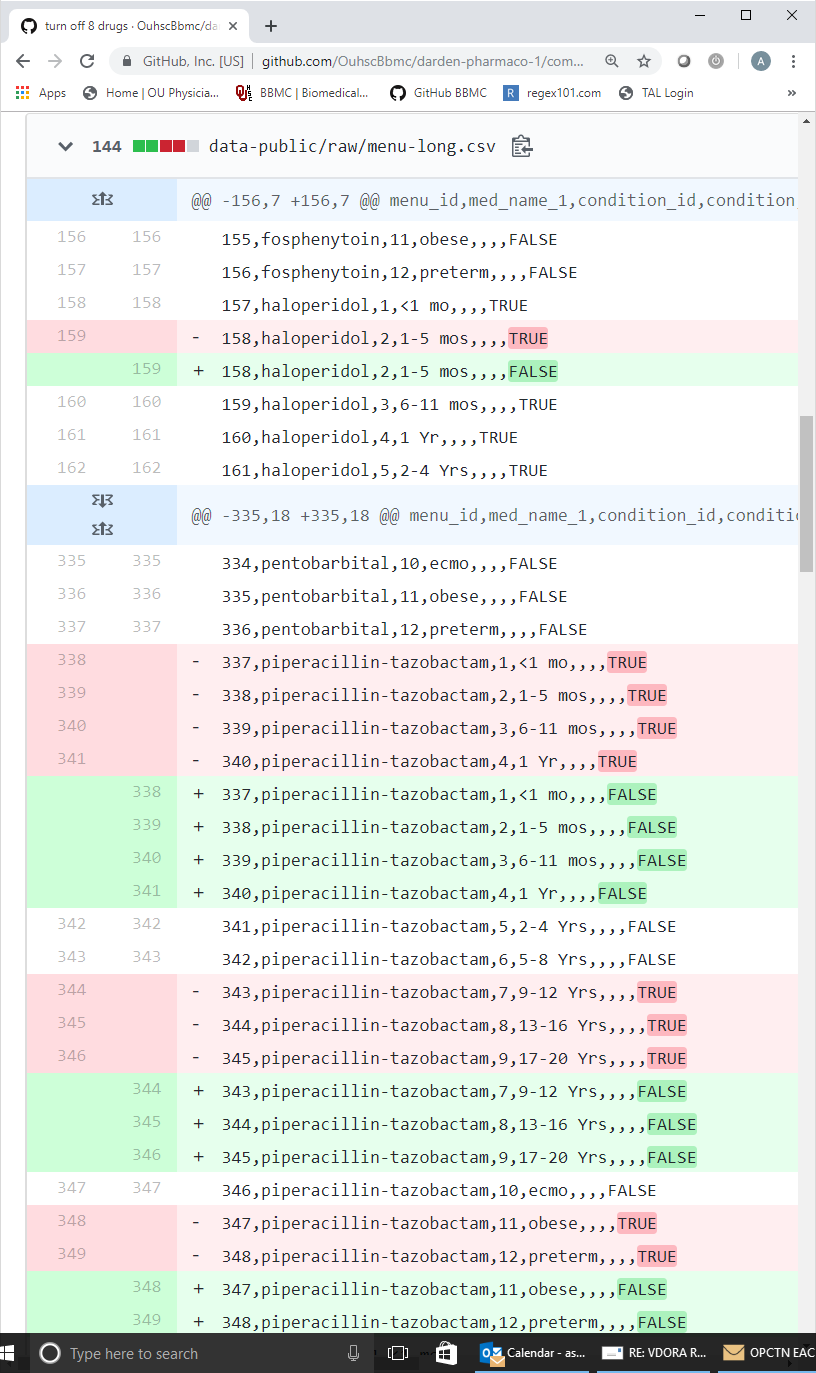 turn off 8 drugs · OuhscBbmc/da
GitHub, Inc. [US] | github.com/OuhscBbmc/darden-pharmaco-1/com... A
Apps Home | OU Physicia... BBMC | Biomedical... GitHub BBMC R regex101.com TAL Login »
144 data-public/raw/menu-long.csv
@@ -156,7 +156,7 @@ menu_id,med_name_1,condition_id,condition
156 156 155,fosphenytoin,11,obese,,,,FALSE
157 157 156,fosphenytoin,12,preterm,,,,FALSE
158 158 157,haloperidol,1,<1 mo,,,,TRUE
159 - 158,haloperidol,2,1-5 mos,,,,TRUE
159 + 158,haloperidol,2,1-5 mos,,,,FALSE
160 160 159,haloperidol,3,6-11 mos,,,,TRUE
161 161 160,haloperidol,4,1 Yr,,,,TRUE
162 162 161,haloperidol,5,2-4 Yrs,,,,TRUE
@@ -335,18 +335,18 @@ menu_id,med_name_1,condition_id,conditi
335 335 334,pentobarbital,10,ecmo,,,,FALSE
336 336 335,pentobarbital,11,obese,,,,FALSE
337 337 336,pentobarbital,12,preterm,,,,FALSE
338 - 337,piperacillin-tazobactam,1,<1 mo,,,,TRUE
339 - 338,piperacillin-tazobactam,2,1-5 mos,,,,TRUE
340 - 339,piperacillin-tazobactam,3,6-11 mos,,,,TRUE
341 - 340,piperacillin-tazobactam,4,1 Yr,,,,TRUE
338 + 337,piperacillin-tazobactam,1,<1 mo,,,,FALSE
339 + 338,piperacillin-tazobactam,2,1-5 mos,,,,FALSE
340 + 339,piperacillin-tazobactam,3,6-11 mos,,,,FALSE
341 + 340,piperacillin-tazobactam,4,1 Yr,,,,FALSE
342 342 341,piperacillin-tazobactam,5,2-4 Yrs,,,,FALSE
343 343 342,piperacillin-tazobactam,6,5-8 Yrs,,,,FALSE
344 - 343,piperacillin-tazobactam,7,9-12 Yrs,,,,TRUE
345 - 344,piperacillin-tazobactam,8,13-16 Yrs,,,,TRUE
346 - 345,piperacillin-tazobactam,9,17-20 Yrs,,,,TRUE
344 + 343,piperacillin-tazobactam,7,9-12 Yrs,,,,FALSE
345 + 344,piperacillin-tazobactam,8,13-16 Yrs,,,,FALSE
346 + 345,piperacillin-tazobactam,9,17-20 Yrs,,,,FALSE
347 347 346,piperacillin-tazobactam,10,ecmo,,,,FALSE
348 - 347,piperacillin-tazobactam,11,obese,,,,TRUE
349 - 348,piperacillin-tazobactam,12,preterm,,,,TRUE
348 + 347,piperacillin-tazobactam,11,obese,,,,FALSE
349 + 348,piperacillin-tazobactam,12,preterm,,,,FALSE
Type here to search Calendar - as... RE: VDORA R... OPCTN EAC